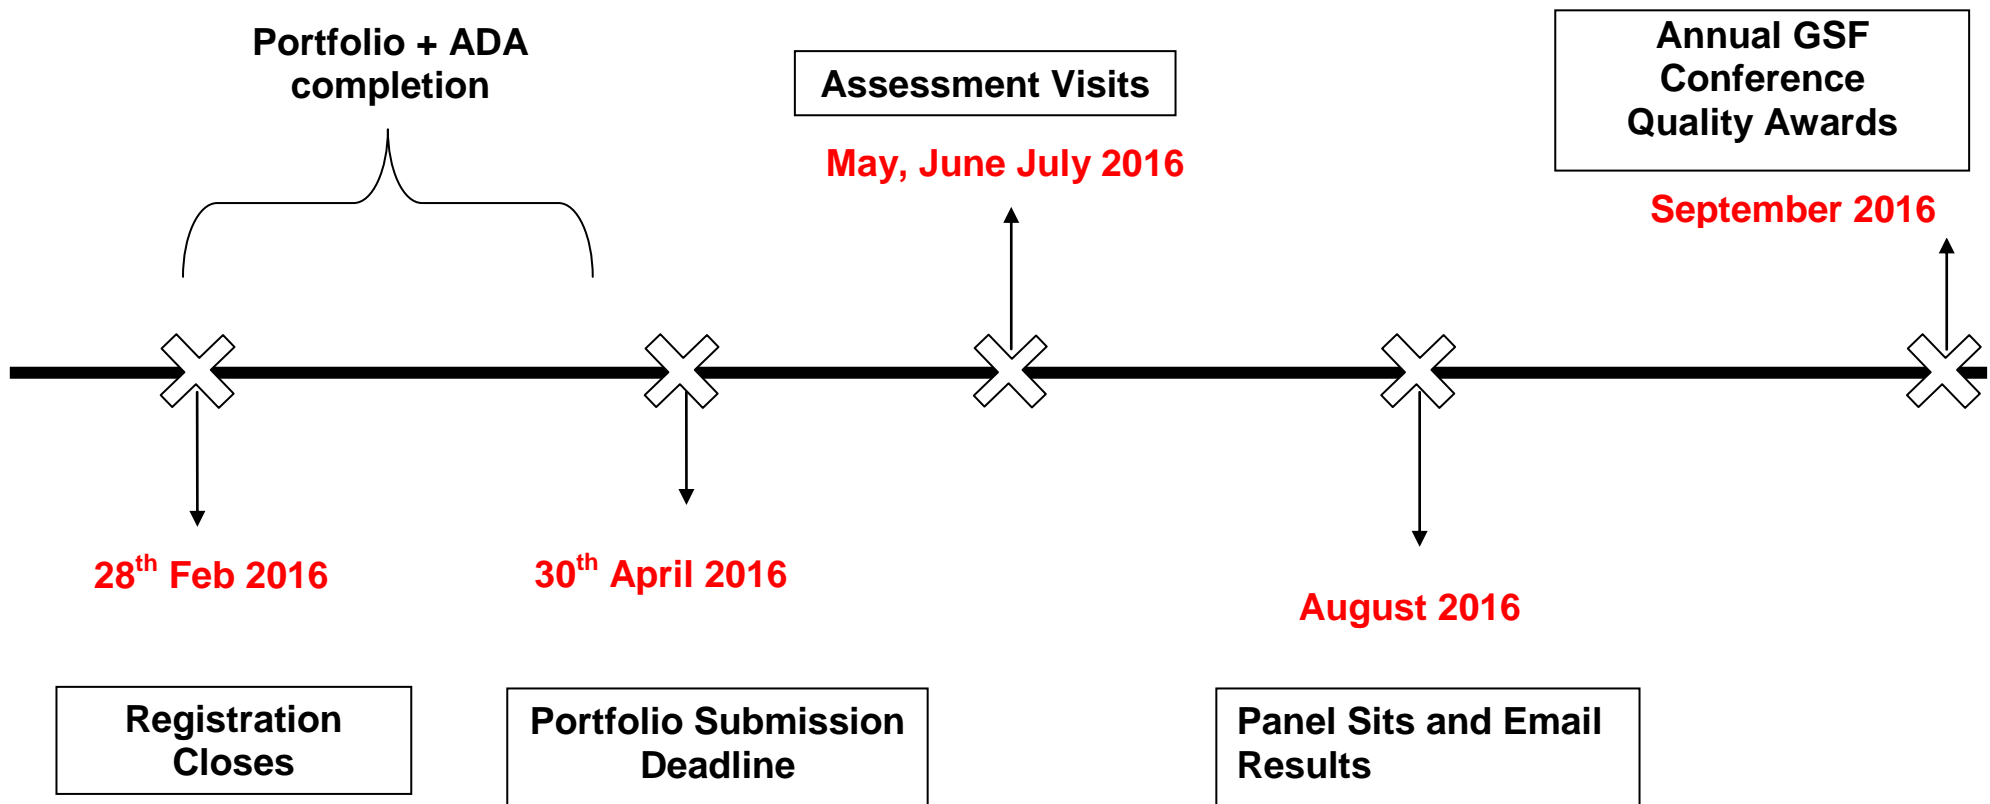 Portfolio + ADA
completion
Assessment Visits
May, June July 2016
Annual GSF
Conference
Quality Awards
September 2016
28th Feb 2016
Registration
Closes
30th April 2016
Portfolio Submission
Deadline
August 2016
Panel Sits and Email
Results